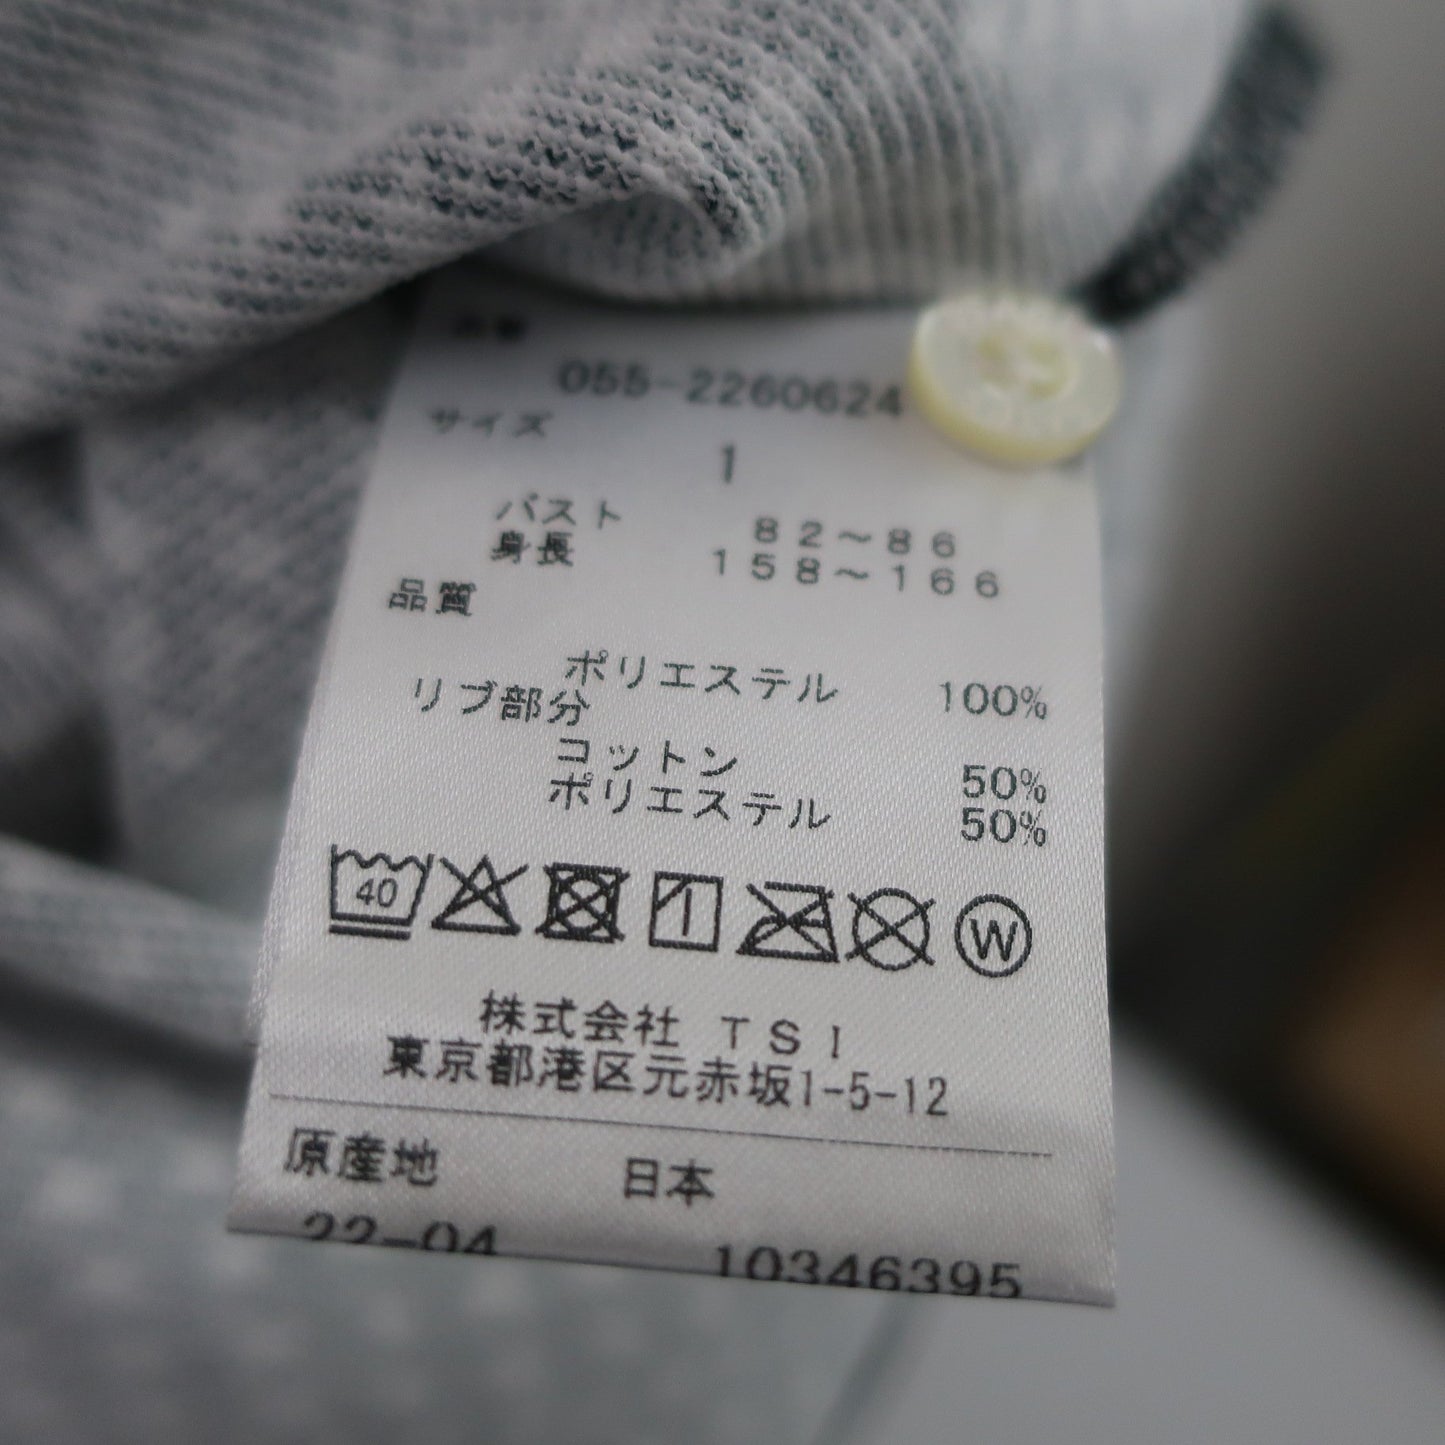 055-2260624
サイズ
1
バスト 82～86
身長 158～166
品質
ポリエステル 100%
リブ部分
コットン 50%
ポリエステル 50%
40 W
株式会社 TSI
東京都港区元赤坂1-5-12
原産地 日本
22-04 10346395